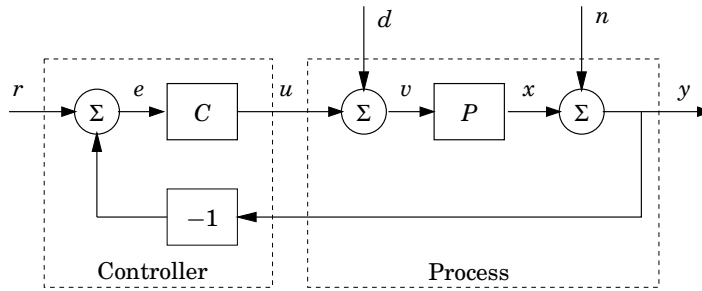 d
n
r
Σ
e
C
u
Σ
v
P
x
Σ
y
−1
Controller
Process